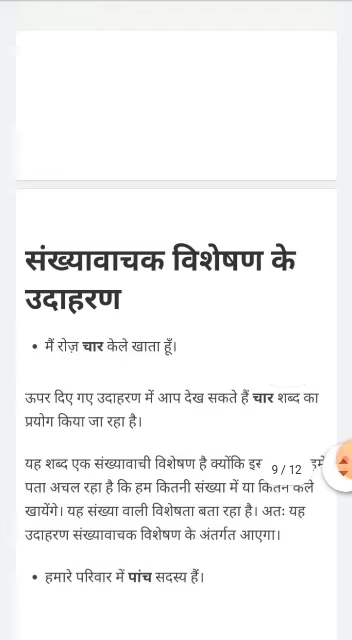 संख्यावाचक विशेषण के
उदाहरण
• मैं रोज़ चार केले खाता हूँ।
ऊपर दिए गए उदाहरण में आप देख सकते हैं चार शब्द का
प्रयोग किया जा रहा है।
यह शब्द एक संख्यावाची विशेषण है क्योंकि
9 / 12
पता अचल रहा है कि हम कितनी संख्या में या कितने केले
खायेंगे। यह संख्या वाली विशेषता बता रहा है। अतः यह
उदाहरण संख्यावाचक विशेषण के अंतर्गत आएगा।
• हमारे परिवार में पांच सदस्य हैं।